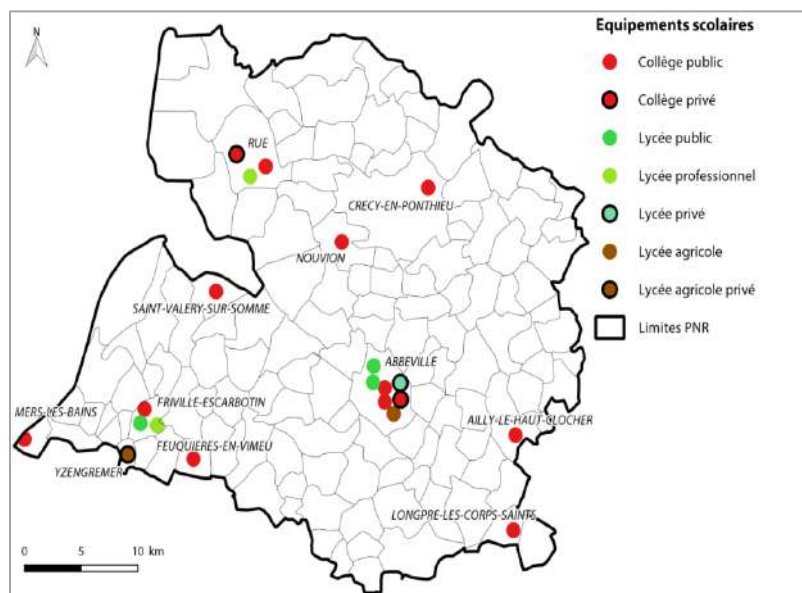 Equipements scolaires
N
Collège public
Collège privé
Lycée public
Lycée professionnel
Lycée privé
Lycée agricole
Lycée agricole privé
Limites PNR
RUE
CRECY-EN-PONTHIEU
NOUVION
SAINT-VALERY-SUR-SOMME
ABBEVILLE
FRIVILLE-ESCARBOTIN
MERS-LES-BAINS
AILLY-LE-HAUT-CLOCHER
FEUQUIERES-EN-VIMEU
YZENGREMER
LONGPRE-LES-CORPS-SAINTS
0 5 10 km